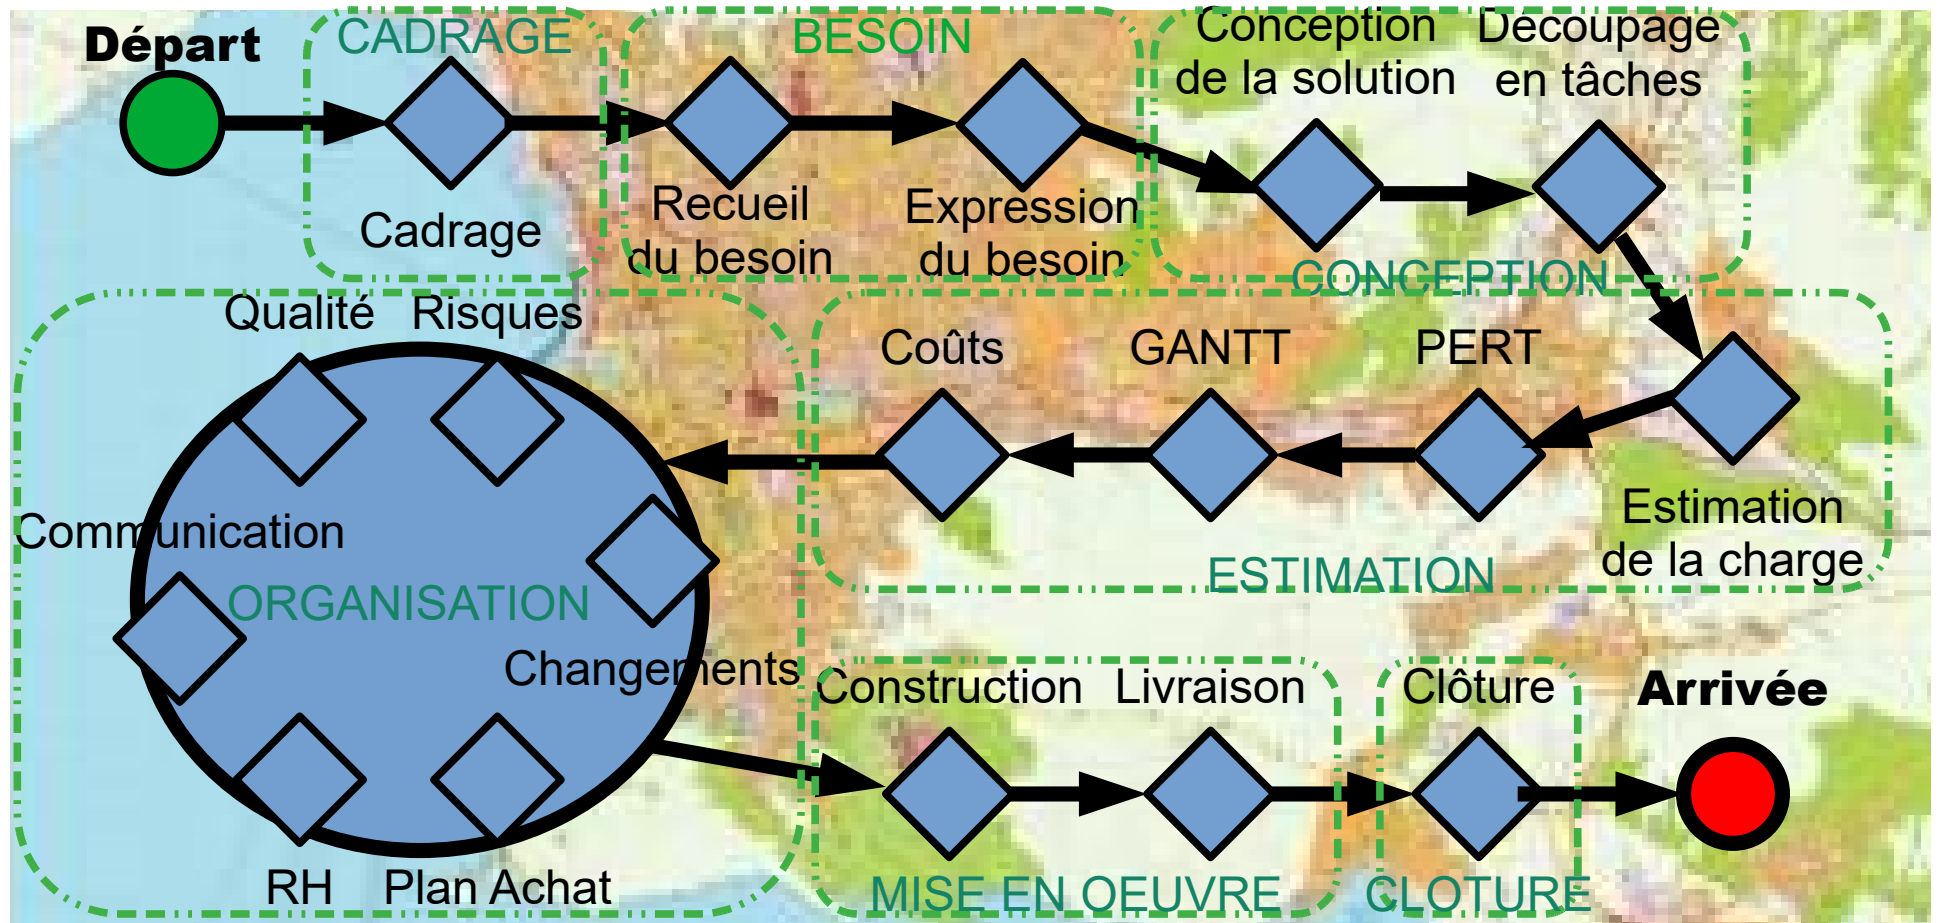 Départ
CADRAGE
BESOIN
Conception
de la solution
Découpage
en tâches
Cadrage
Recueil
du besoin
Expression
du besoin
CONCEPTION
Qualité
Risques
Coûts
GANTT
PERT
Estimation
de la charge
ESTIMATION
Communication
ORGANISATION
Changements
RH
Plan Achat
Construction
Livraison
Clôture
Arrivée
MISE EN OEUVRE
CLOTURE